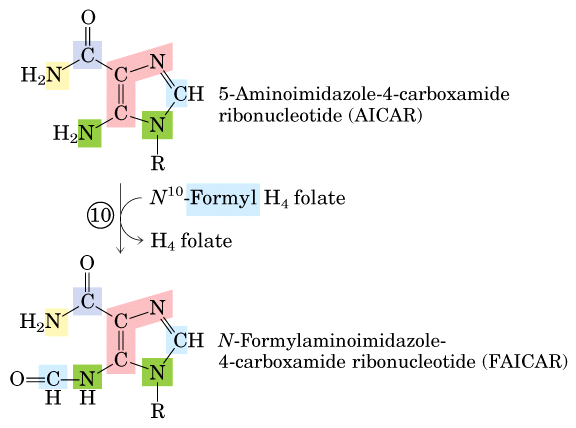 O
C
H₂N
C
N
CH
5-Aminoimidazole-4-carboxamide
ribonucleotide (AICAR)
H₂N
C
N
R
N¹⁰-Formyl H₄ folate
10
H₄ folate
O
C
H₂N
C
N
CH
N-Formylaminoimidazole-
4-carboxamide ribonucleotide (FAICAR)
O=C
N
C
N
H
H
R